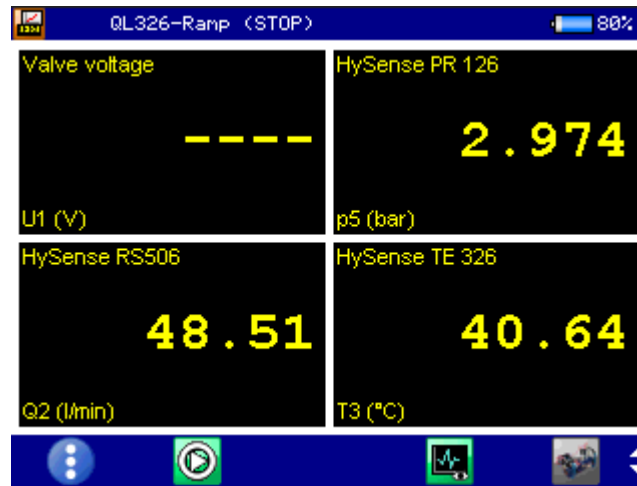 QL326-Ramp (STOP)
80%
Valve voltage
----
U1 (V)
HySense PR 126
2.974
p5 (bar)
HySense RS506
48.51
Q2 (l/min)
HySense TE 326
40.64
T3 (°C)